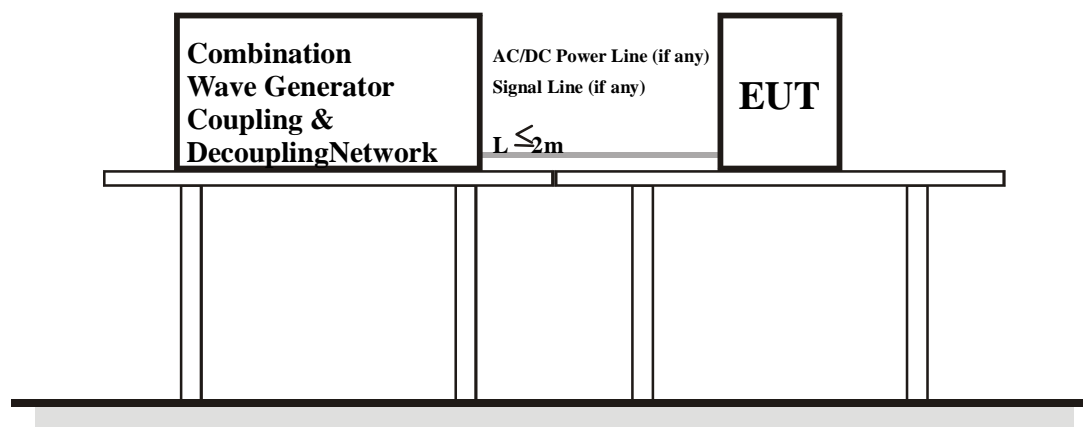 Combination
Wave Generator
Coupling &
DecouplingNetwork
AC/DC Power Line (if any)
Signal Line (if any)
L ≤2m
EUT